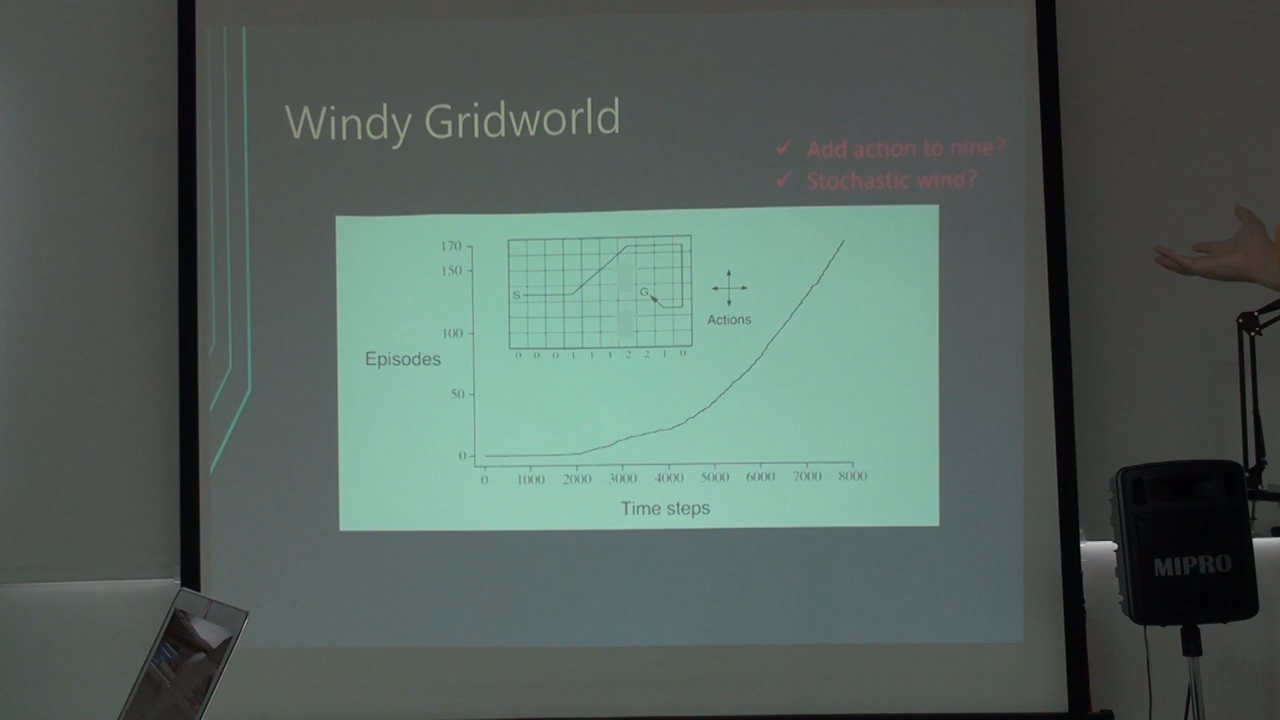 Windy Gridworld
✓ Add action to nine?
✓ Stochastic wind?
170
150
100
50
0
Episodes
S
G
0 0 0 1 1 1 2 2 1 0
Actions
0 1000 2000 3000 4000 5000 6000 7000 8000
Time steps
MIPRO